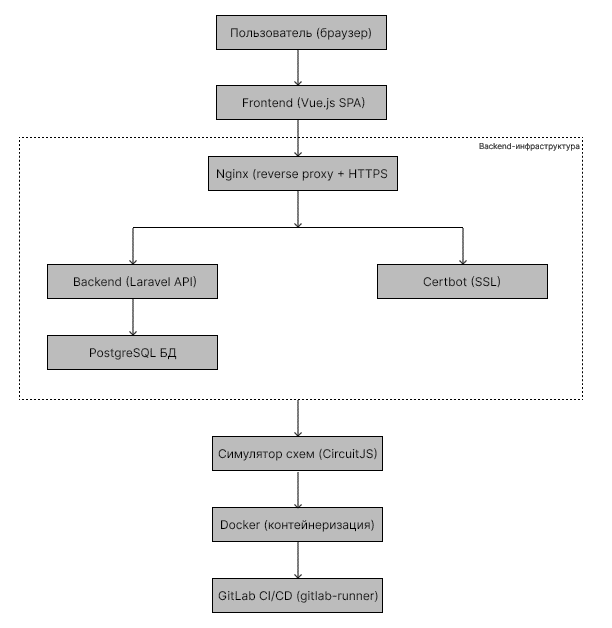 Пользователь (браузер)
Frontend (Vue.js SPA)
Backend-инфраструктура
Nginx (reverse proxy + HTTPS
Backend (Laravel API)
Certbot (SSL)
PostgreSQL БД
Симулятор схем (CircuitJS)
Docker (контейнеризация)
GitLab CI/CD (gitlab-runner)